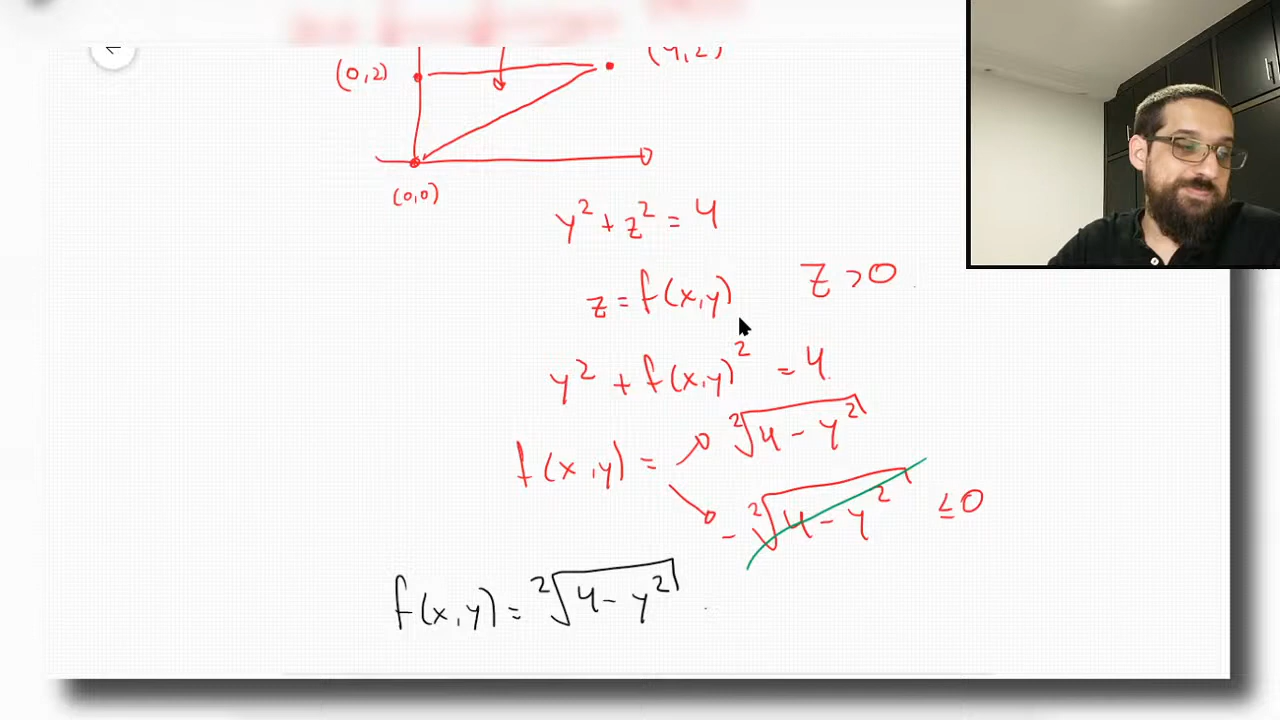 (0,2)
(4,2)
(0,0)
y² + z² = 4
z = f(x,y) z > 0
y² + f(x,y)² = 4
f(x,y) = ²√4 - y²
- ²√4 - y² ≤ 0
f(x,y) = ²√4 - y²